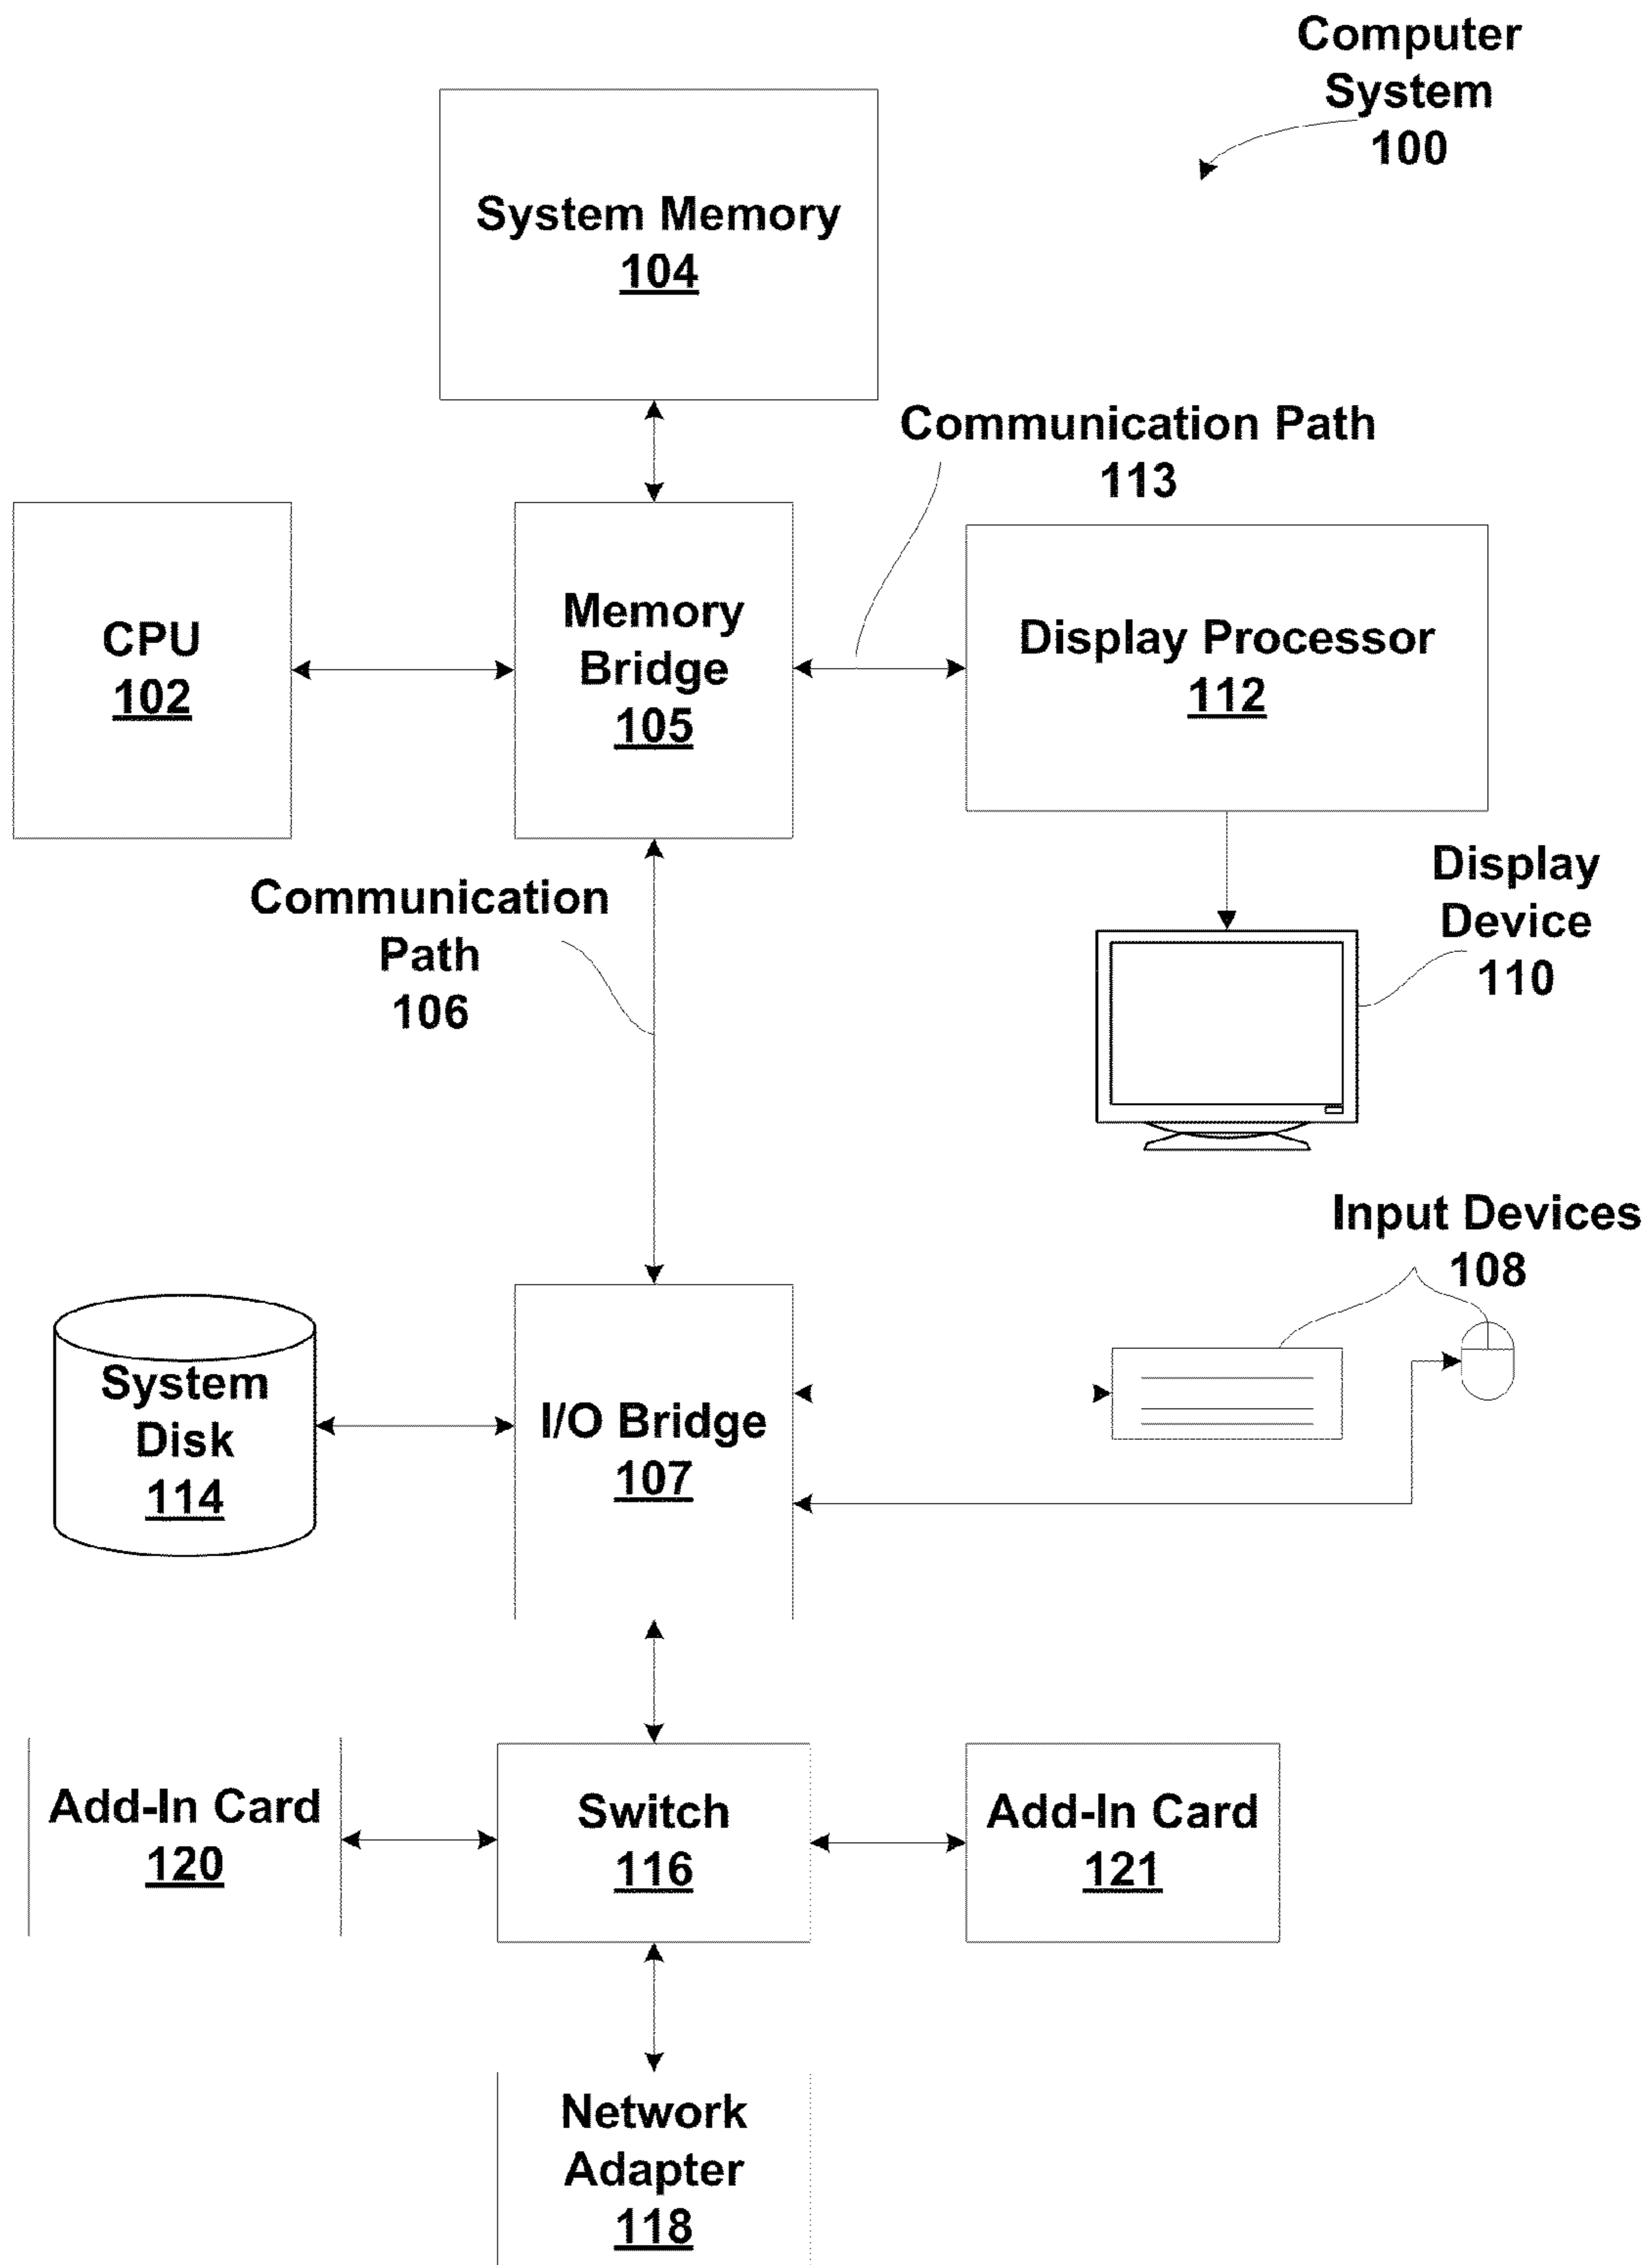 Computer
System
100
System Memory
104
Communication Path
113
CPU
102
Memory
Bridge
105
Display Processor
112
Communication
Path
106
Display
Device
110
Input Devices
108
System
Disk
114
I/O Bridge
107
Add-In Card
120
Switch
116
Add-In Card
121
Network
Adapter
118